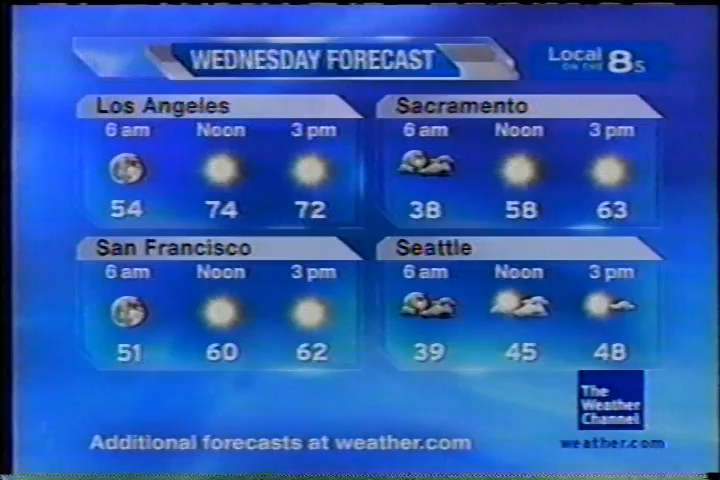 WEDNESDAY FORECAST
Local
ON THE
8s
Los Angeles
6 am Noon 3 pm
54 74 72
Sacramento
6 am Noon 3 pm
38 58 63
San Francisco
6 am Noon 3 pm
51 60 62
Seattle
6 am Noon 3 pm
39 45 48
The
Weather
Channel
Additional forecasts at weather.com
weather.com